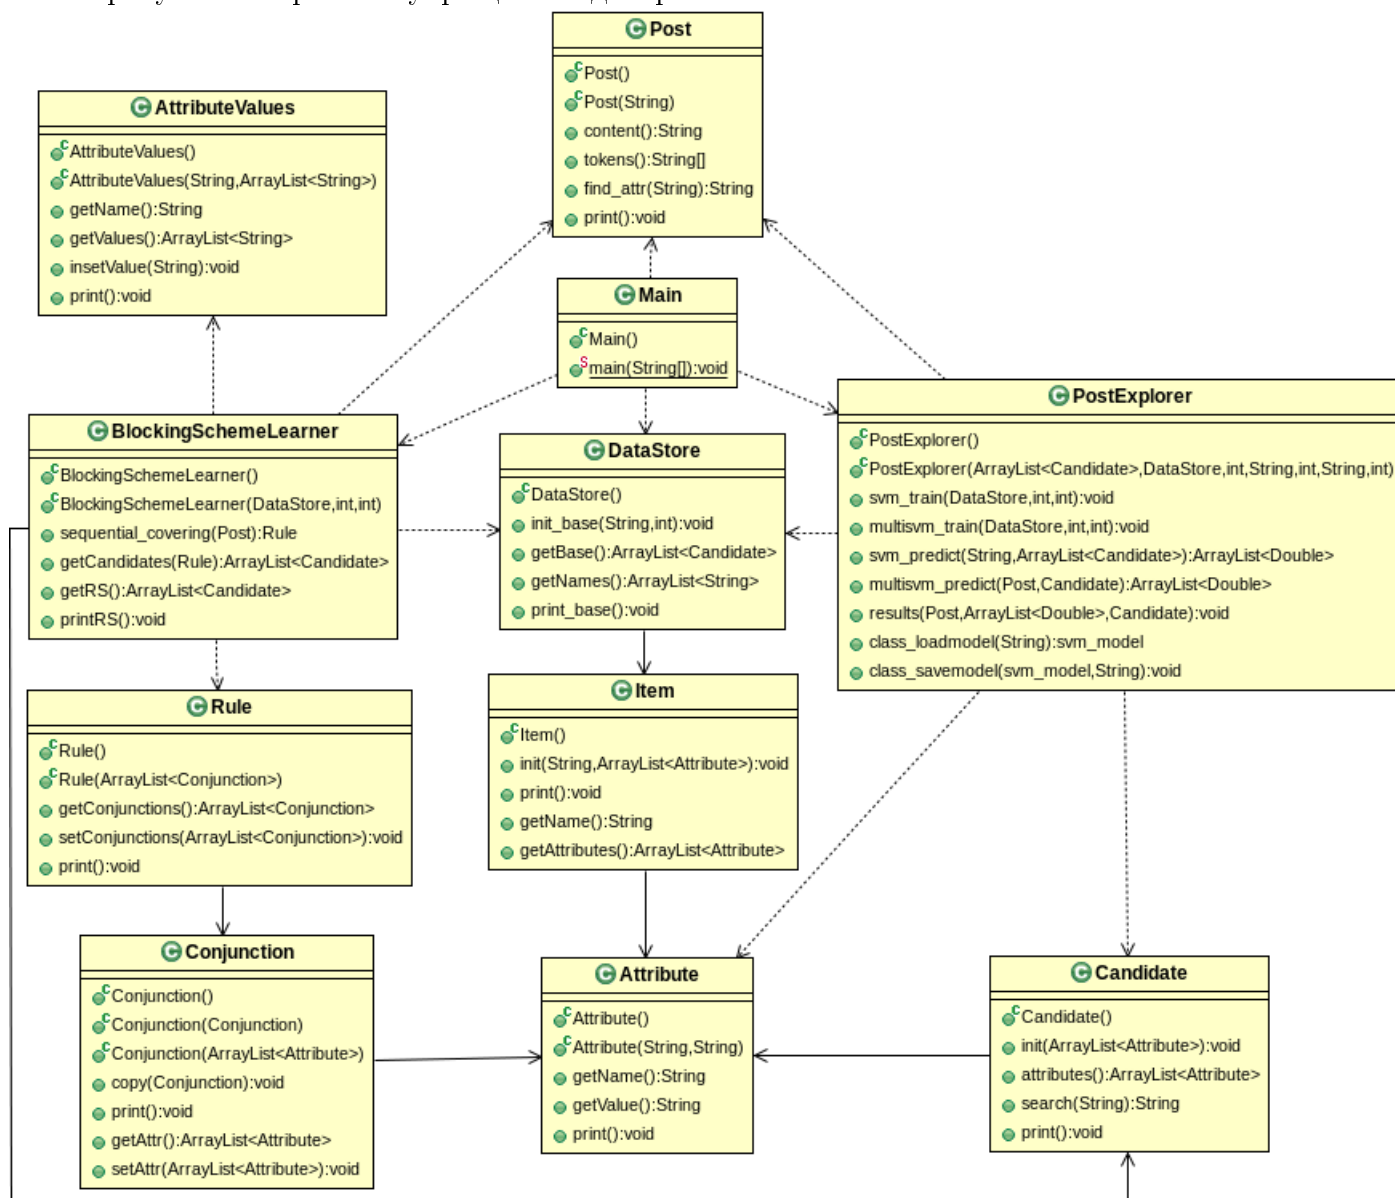 Post
Post()
Post(String)
content():String
tokens():String[]
find_attr(String):String
print():void
AttributeValues
AttributeValues()
AttributeValues(String,ArrayList<String>)
getName():String
getValues():ArrayList<String>
insetValue(String):void
print():void
Main
Main()
main(String[]):void
BlockingSchemeLearner
BlockingSchemeLearner()
BlockingSchemeLearner(DataStore,int,int)
sequential_covering(Post):Rule
getCandidates(Rule):ArrayList<Candidate>
getRS():ArrayList<Candidate>
printRS():void
DataStore
DataStore()
init_base(String,int):void
getBase():ArrayList<Candidate>
getNames():ArrayList<String>
print_base():void
PostExplorer
PostExplorer()
PostExplorer(ArrayList<Candidate>,DataStore,int,String,int,String,int)
svm_train(DataStore,int,int):void
multisvm_train(DataStore,int,int):void
svm_predict(String,ArrayList<Candidate>):ArrayList<Double>
multisvm_predict(Post,Candidate):ArrayList<Double>
results(Post,ArrayList<Double>,Candidate):void
class_loadmodel(String):svm_model
class_savemodel(svm_model,String):void
Rule
Rule()
Rule(ArrayList<Conjunction>)
getConjunctions():ArrayList<Conjunction>
setConjunctions(ArrayList<Conjunction>):void
print():void
Item
Item()
init(String,ArrayList<Attribute>):void
print():void
getName():String
getAttributes():ArrayList<Attribute>
Conjunction
Conjunction()
Conjunction(Conjunction)
Conjunction(ArrayList<Attribute>)
copy(Conjunction):void
print():void
getAttr():ArrayList<Attribute>
setAttr(ArrayList<Attribute>):void
Attribute
Attribute()
Attribute(String,String)
getName():String
getValue():String
print():void
Candidate
Candidate()
init(ArrayList<Attribute>):void
attributes():ArrayList<Attribute>
search(String):String
print():void